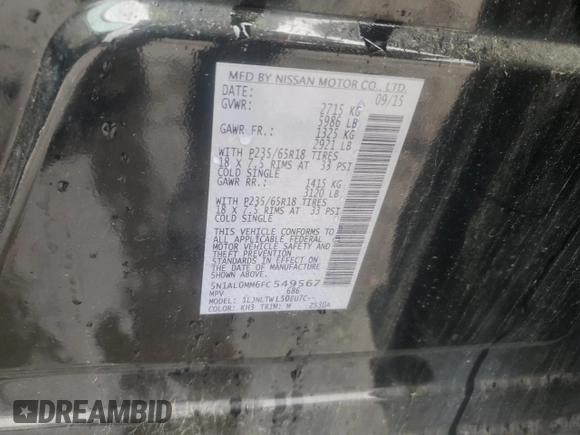 MFD BY NISSAN MOTOR CO., LTD.
DATE: 09/15
GVWR: 2715 KG
5986 LB
GAWR FR.: 1325 KG
2921 LB
WITH P235/65R18 TIRES
18 X 7.5 RIMS AT 33 PSI
COLD SINGLE
GAWR RR.: 1415 KG
3120 LB
WITH P235/65R18 TIRES
18 X 7.5 RIMS AT 33 PSI
COLD SINGLE
THIS VEHICLE CONFORMS TO
ALL APPLICABLE FEDERAL
MOTOR VEHICLE SAFETY AND
THEFT PREVENTION
STANDARDS IN EFFECT ON THE
DATE OF MANUFACTURE SHOWN
ABOVE.
5N1AL0MM6FC549567
MPV 686
MODEL:
COLOR: KH3 TRIM: M 2530A
DREAMBID